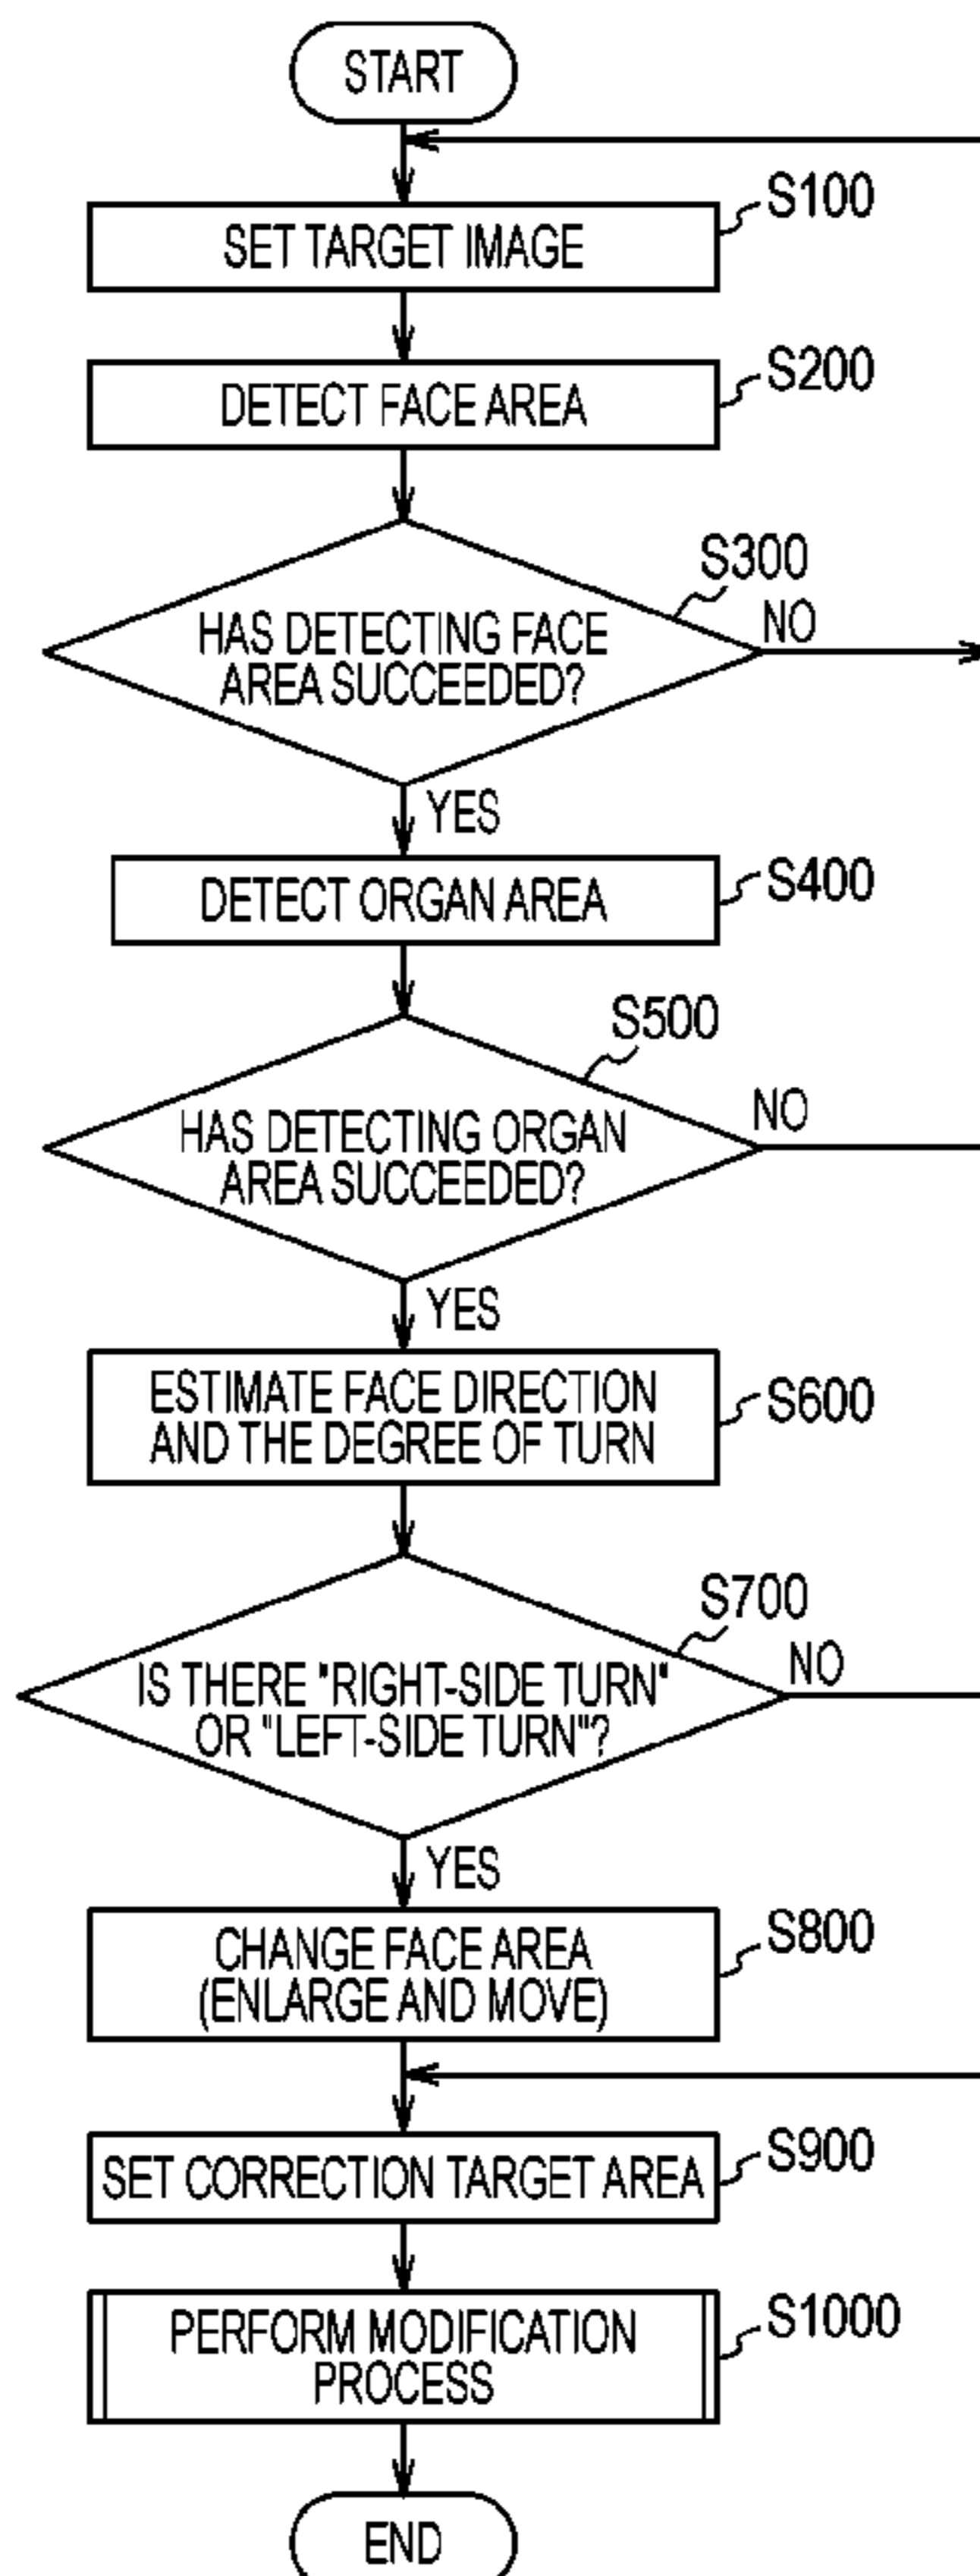 START
S100
SET TARGET IMAGE
S200
DETECT FACE AREA
S300
NO
HAS DETECTING FACE
AREA SUCCEEDED?
YES
S400
DETECT ORGAN AREA
S500
NO
HAS DETECTING ORGAN
AREA SUCCEEDED?
YES
ESTIMATE FACE DIRECTION
AND THE DEGREE OF TURN
S600
S700
NO
IS THERE "RIGHT-SIDE TURN"
OR "LEFT-SIDE TURN"?
YES
S800
CHANGE FACE AREA
(ENLARGE AND MOVE)
S900
SET CORRECTION TARGET AREA
S1000
PERFORM MODIFICATION
PROCESS
END